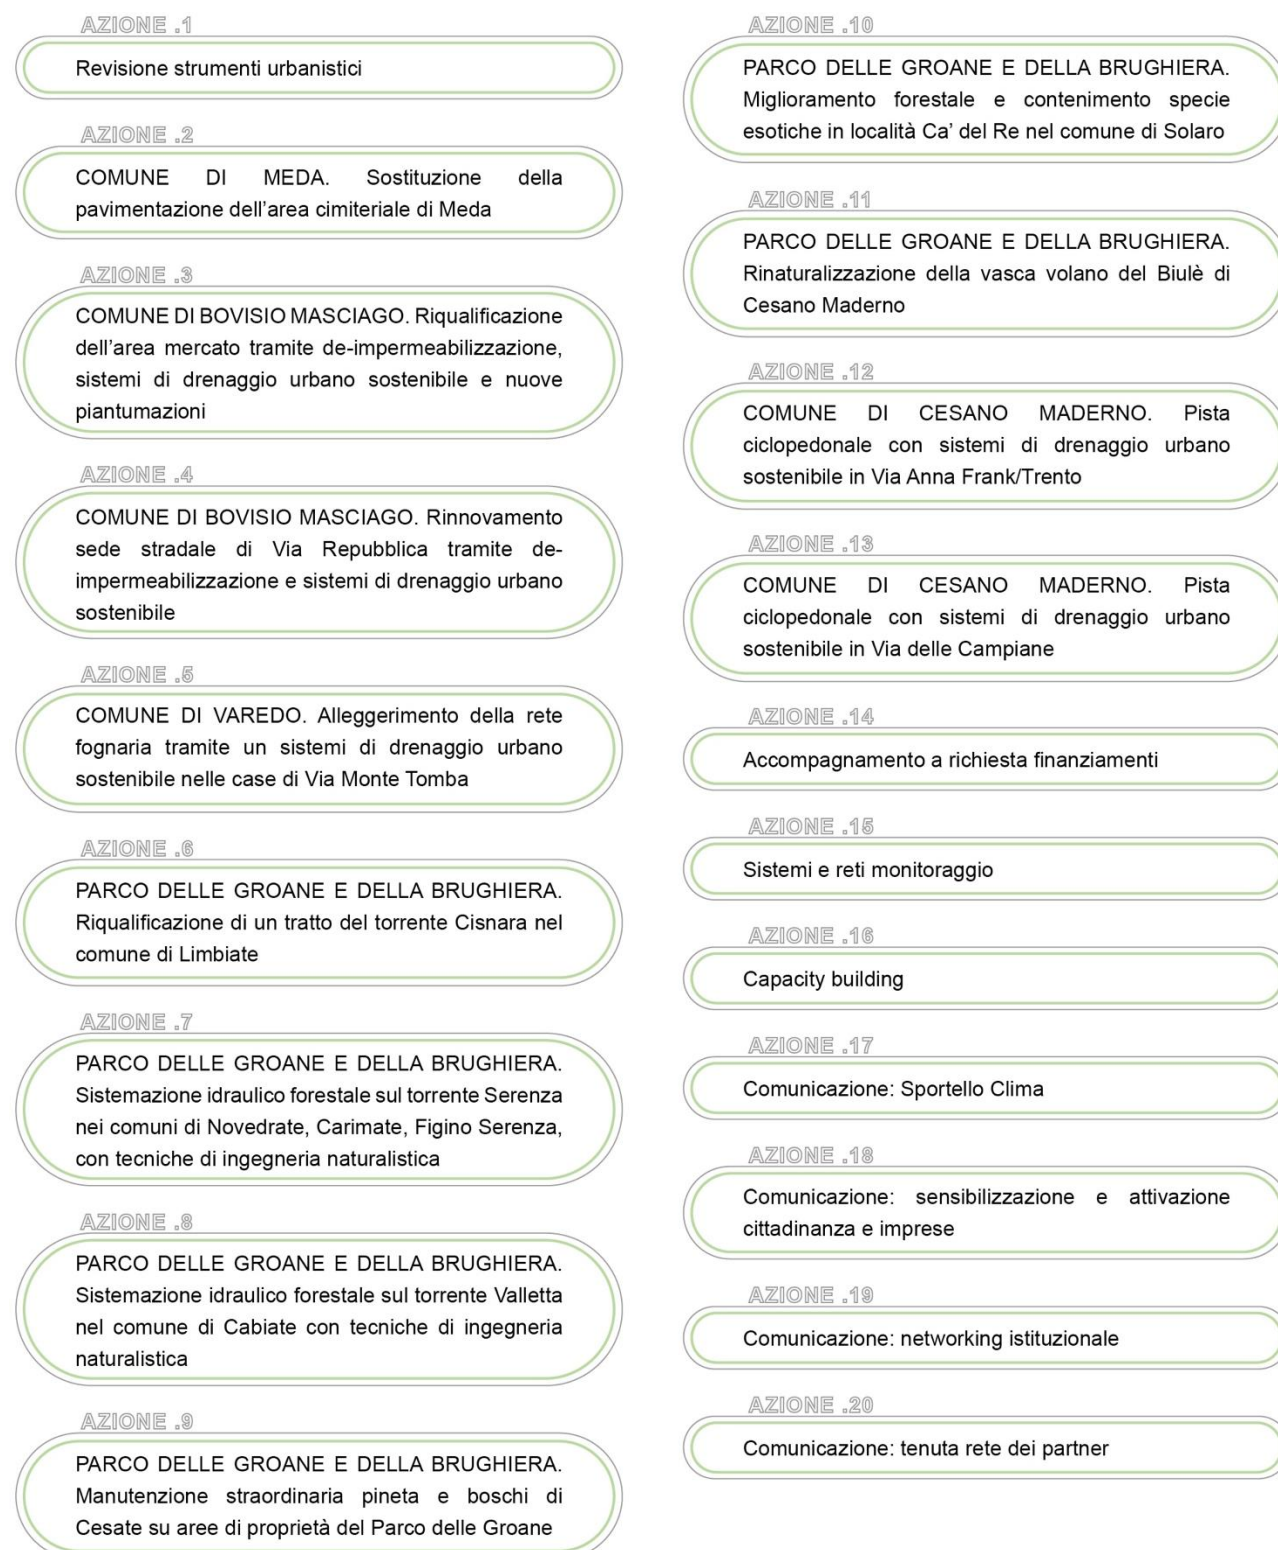 AZIONE .1
Revisione strumenti urbanistici
AZIONE .2
COMUNE DI MEDA. Sostituzione della
pavimentazione dell'area cimiteriale di Meda
AZIONE .3
COMUNE DI BOVISIO MASCIAGO. Riqualificazione
dell'area mercato tramite de-impermeabilizzazione,
sistemi di drenaggio urbano sostenibile e nuove
piantumazioni
AZIONE .4
COMUNE DI BOVISIO MASCIAGO. Rinnovamento
sede stradale di Via Repubblica tramite de-
impermeabilizzazione e sistemi di drenaggio urbano
sostenibile
AZIONE .5
COMUNE DI VAREDO. Alleggerimento della rete
fognaria tramite un sistemi di drenaggio urbano
sostenibile nelle case di Via Monte Tomba
AZIONE .6
PARCO DELLE GROANE E DELLA BRUGHIERA.
Riqualificazione di un tratto del torrente Cisnara nel
comune di Limbiate
AZIONE .7
PARCO DELLE GROANE E DELLA BRUGHIERA.
Sistemazione idraulico forestale sul torrente Serenza
nei comuni di Novedrate, Carimate, Figino Serenza,
con tecniche di ingegneria naturalistica
AZIONE .8
PARCO DELLE GROANE E DELLA BRUGHIERA.
Sistemazione idraulico forestale sul torrente Valletta
nel comune di Cabiate con tecniche di ingegneria
naturalistica
AZIONE .9
PARCO DELLE GROANE E DELLA BRUGHIERA.
Manutenzione straordinaria pineta e boschi di
Cesate su aree di proprietà del Parco delle Groane
AZIONE .10
PARCO DELLE GROANE E DELLA BRUGHIERA.
Miglioramento forestale e contenimento specie
esotiche in località Ca' del Re nel comune di Solaro
AZIONE .11
PARCO DELLE GROANE E DELLA BRUGHIERA.
Rinaturalizzazione della vasca volano del Biulè di
Cesano Maderno
AZIONE .12
COMUNE DI CESANO MADERNO. Pista
ciclopedonale con sistemi di drenaggio urbano
sostenibile in Via Anna Frank/Trento
AZIONE .13
COMUNE DI CESANO MADERNO. Pista
ciclopedonale con sistemi di drenaggio urbano
sostenibile in Via delle Campiane
AZIONE .14
Accompagnamento a richiesta finanziamenti
AZIONE .15
Sistemi e reti monitoraggio
AZIONE .16
Capacity building
AZIONE .17
Comunicazione: Sportello Clima
AZIONE .18
Comunicazione: sensibilizzazione e attivazione
cittadinanza e imprese
AZIONE .19
Comunicazione: networking istituzionale
AZIONE .20
Comunicazione: tenuta rete dei partner